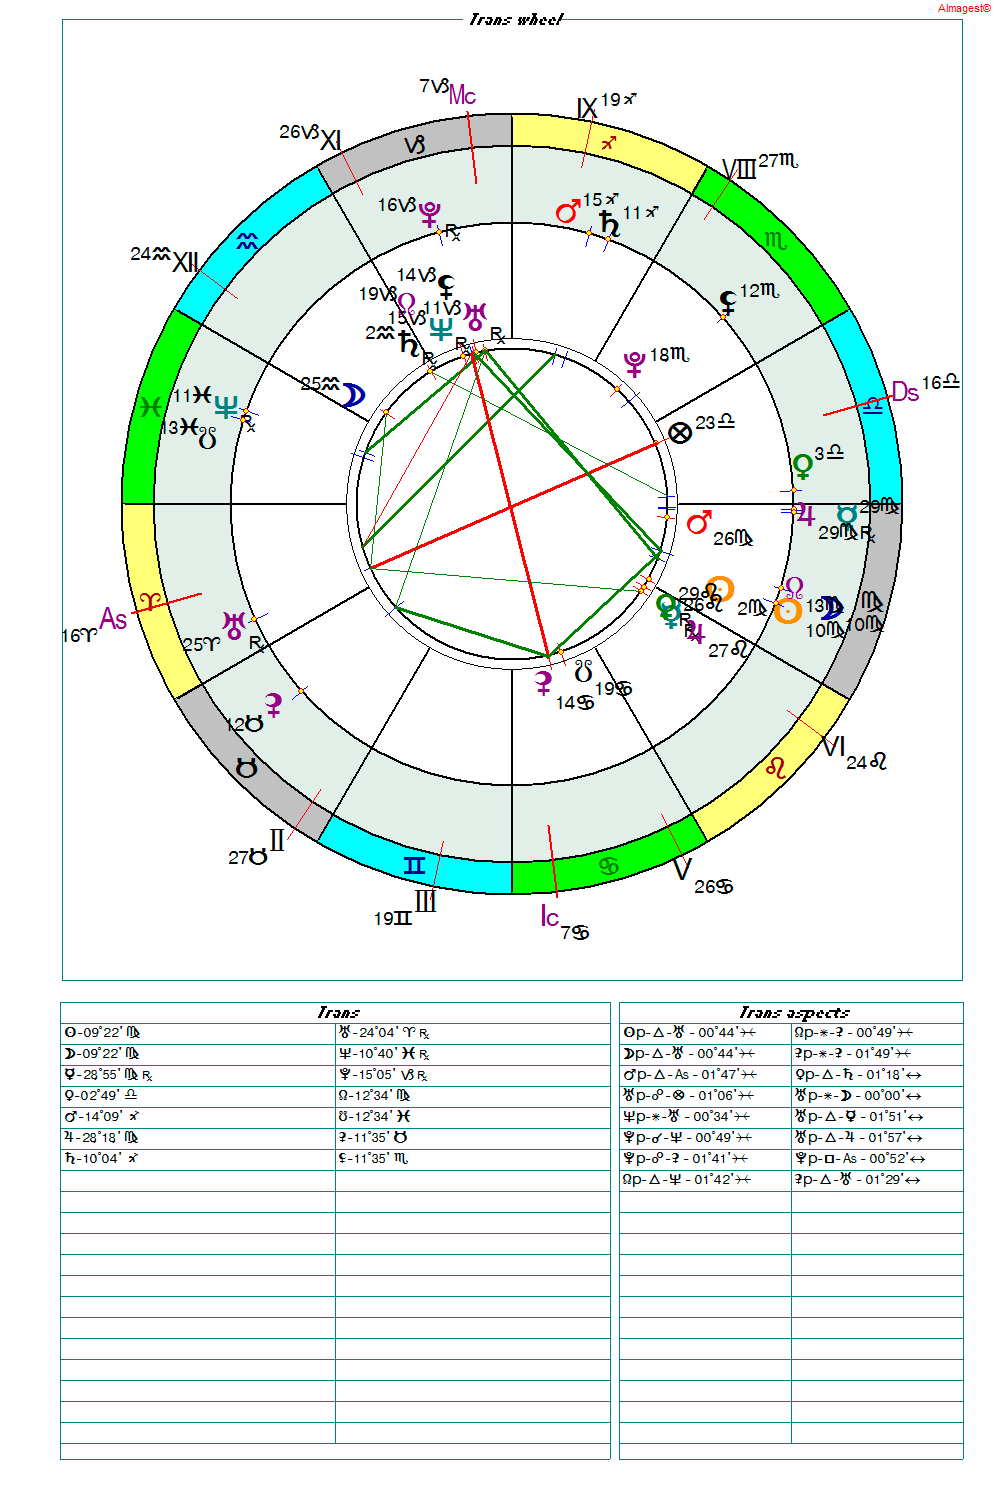 Almagest©
Trans wheel
7♑Mc
IX 19♐
26♑XI
VIII 27♏
♑
♐
16♑♇℞
♂15♐ ♄11♐
24♒XII
♒
♏
14♑⚸
12♏
19♑☊
15♑♆
11♑♅℞
2♒♄℞
♇18♏
25♒☽
Ds 16♎
♓
11♓♆℞
13♓☋
⊗23♎
♎
♀3♎
♃29♍℞
☿29♍
♂26♍
As
16♈
♈
♅
25♈℞
29♌
26♌
27♌
☉2♍
☊13♍
10♍
10♍
♍
12♉
14♋
☋19♋
♉
♌
VI 24♌
27♉II
♊
♋
V 26♋
19♊III
Ic
7♋
Trans
☉-09°22'♍ ♅-24°04'♈℞
☽-09°22'♍ ♆-10°40'♓℞
☿-28°55'♍℞ ♇-15°05'♑℞
♀-02°49'♎ ☊-12°34'♍
♂-14°09'♐ ☋-12°34'♓
♃-28°18'♍ ⚳-11°35'♉
♄-10°04'♐ ⚸-11°35'♏
Trans aspects
☉p-△-♅ - 00°44' ☊p-⚹-⚳ - 00°49'
☽p-△-♅ - 00°44' ⚳p-⚹-⚳ - 01°49'
♂p-△-As - 01°47' ♀p-△-♄ - 01°18'↔
♅p-☍-⊗ - 01°06' ♅p-⚹-☽ - 00°00'↔
♆p-⚹-♅ - 00°34' ♅p-△-☿ - 01°51'↔
♇p-☌-♆ - 00°49' ♅p-△-♃ - 01°57'↔
♇p-☍-⚳ - 01°41' ♇p-□-As - 00°52'↔
☊p-△-♆ - 01°42' ⚳p-△-♅ - 01°29'↔